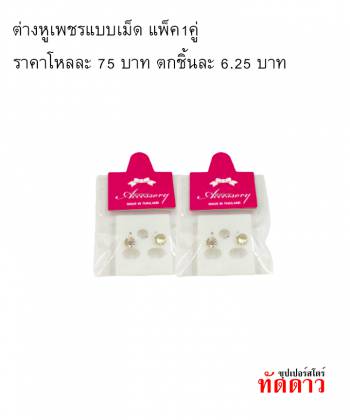 ต่างหูเพชรแบบเม็ด แพ็ค1คู่
ราคาโหลละ 75 บาท ตกชิ้นละ 6.25 บาท
Accessory
MADE IN THAILAND
Accessory
MADE IN THAILAND
ซุปเปอร์สโตร์
ทัดดาว